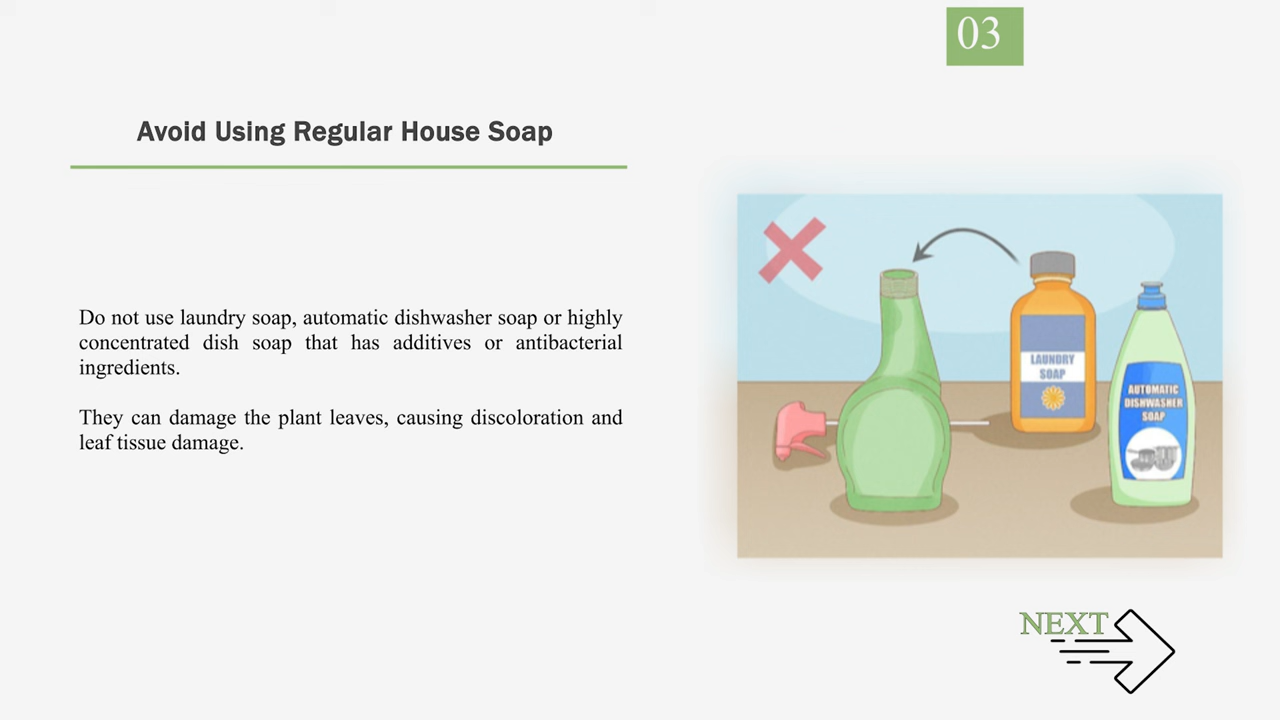 03
Avoid Using Regular House Soap
Do not use laundry soap, automatic dishwasher soap or highly
concentrated dish soap that has additives or antibacterial
ingredients.
They can damage the plant leaves, causing discoloration and
leaf tissue damage.
LAUNDRY
SOAP
AUTOMATIC
DISHWASHER
SOAP
NEXT